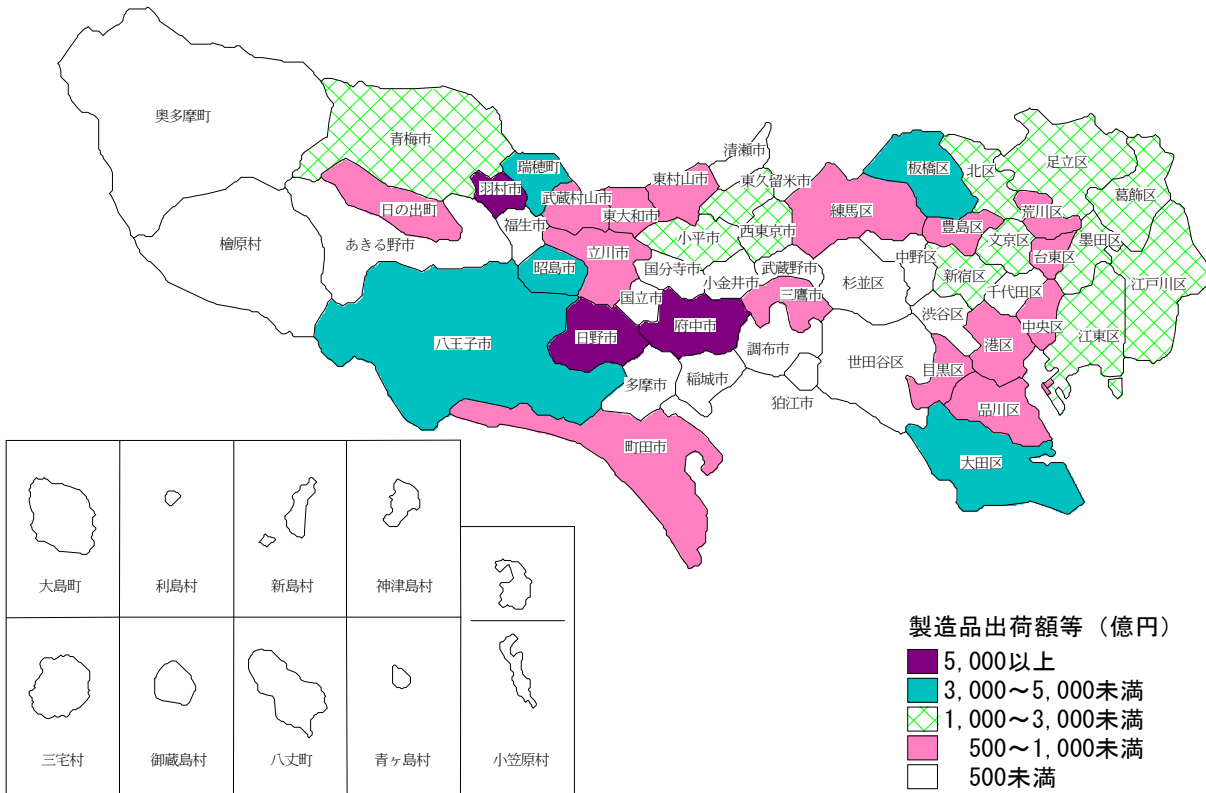 奥多摩町
青梅市
瑞穂町
羽村市
日の出町
檜原村
あきる野市
福生市
武蔵村山市
東大和市
東村山市
清瀬市
東久留米市
西東京市
小平市
立川市
昭島市
国分寺市
小金井市
武蔵野市
三鷹市
国立市
府中市
日野市
八王子市
多摩市
稲城市
調布市
狛江市
町田市
練馬区
板橋区
北区
足立区
葛飾区
荒川区
豊島区
文京区
台東区
墨田区
江戸川区
中野区
新宿区
千代田区
杉並区
渋谷区
中央区
江東区
港区
世田谷区
目黒区
品川区
大田区
大島町
利島村
新島村
神津島村
三宅村
御蔵島村
八丈町
青ヶ島村
小笠原村
製造品出荷額等（億円）
5,000以上
3,000～5,000未満
1,000～3,000未満
500～1,000未満
500未満